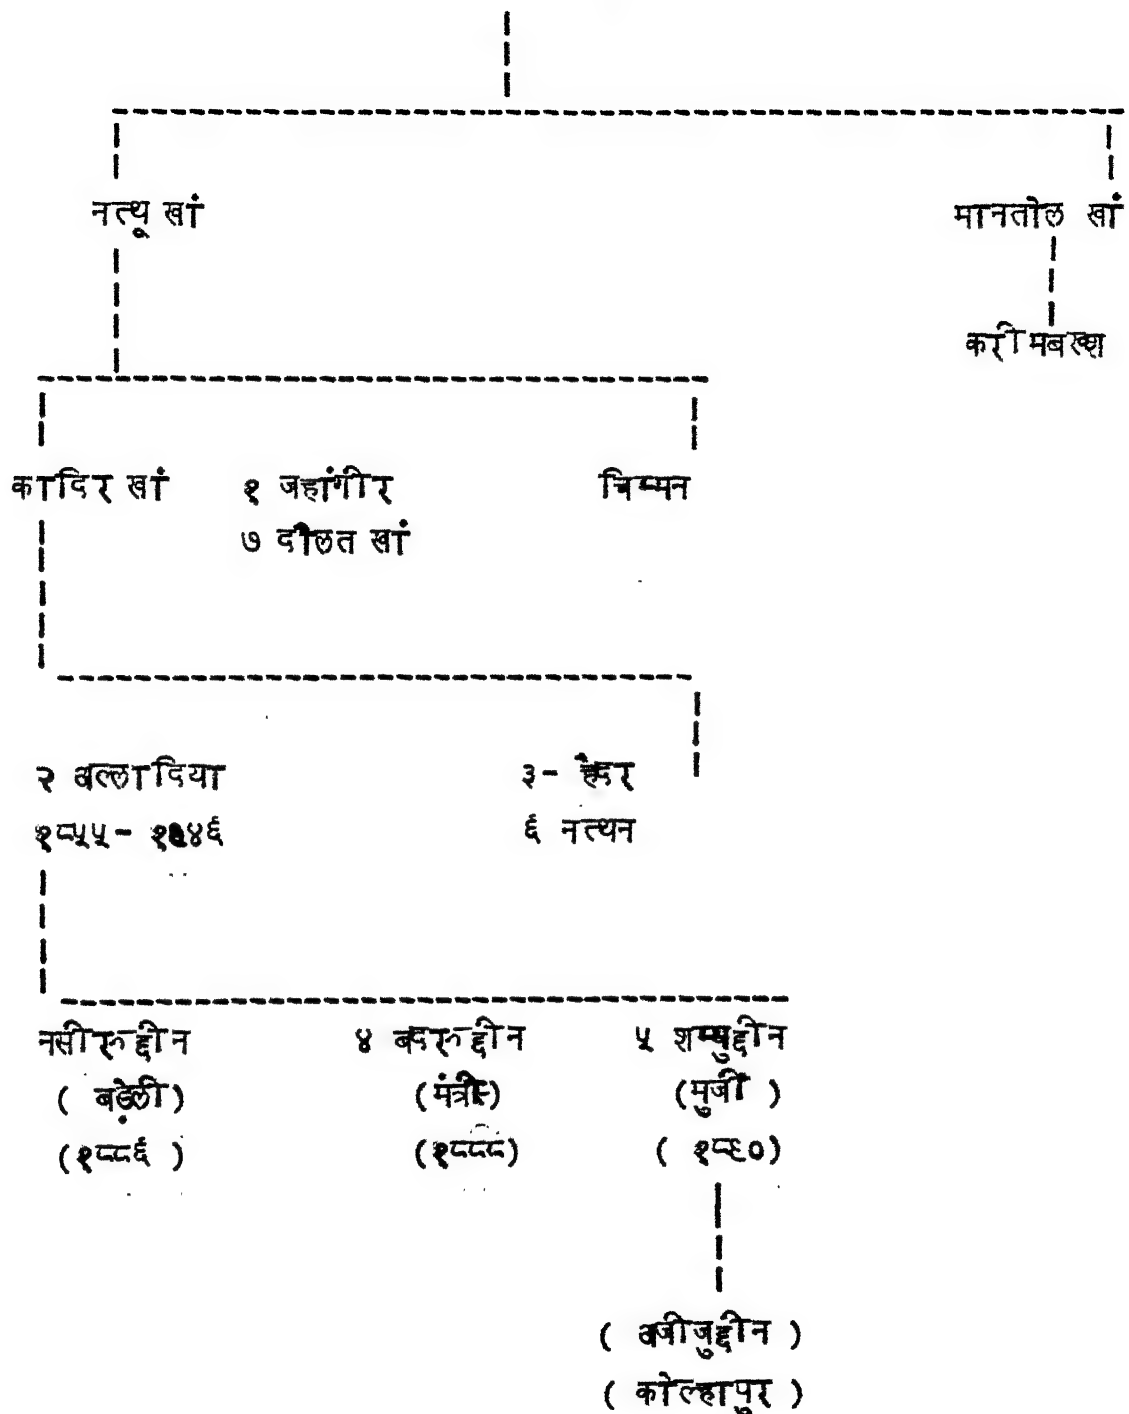 नत्थू खां मानतोल खां
करीमबख्श
कादिर खां १ जहांगीर चिम्मन
७ दौलत खां
२ अल्लादिया ३- हैदर
१८५५- १९४६ ६ नत्थन
नसीरुद्दीन ४ बदरुद्दीन ५ शम्सुद्दीन
( बड़ेली) (मंत्री) (मुर्जी )
(१८८६ ) (१८८८) ( १८९०)
( अजीजुद्दीन )
( कोल्हापुर )